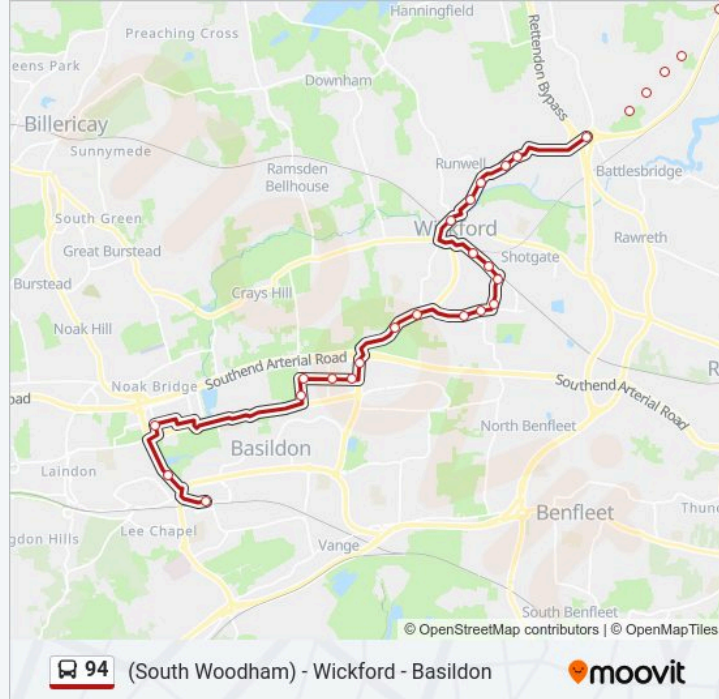 Hanningfield
Preaching Cross
Rettendon Bypass
eens Park
Downham
Billericay
Sunnymede
Runwell
Ramsden
Bellhouse
Battlesbridge
South Green
Wickford
Rawreth
Great Burstead
Shotgate
Burstead
Crays Hill
Noak Hill
Southend Arterial Road
R
Noak Bridge
oad
Southend Arterial Road
North Benfleet
Basildon
Laindon
Benfleet
Thune
Lee Chapel
gdon Hills
Vange
South Benfleet
© OpenStreetMap contributors | © OpenMapTiles
94 (South Woodham) - Wickford - Basildon
moovit